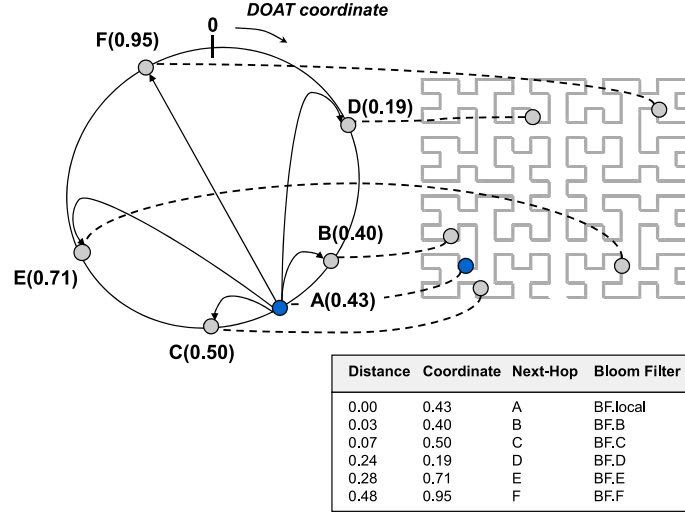 DOAT coordinate
0
F(0.95)
D(0.19)
B(0.40)
E(0.71)
A(0.43)
C(0.50)
Distance Coordinate Next-Hop Bloom Filter
0.00 0.43 A BF.local
0.03 0.40 B BF.B
0.07 0.50 C BF.C
0.24 0.19 D BF.D
0.28 0.71 E BF.E
0.48 0.95 F BF.F